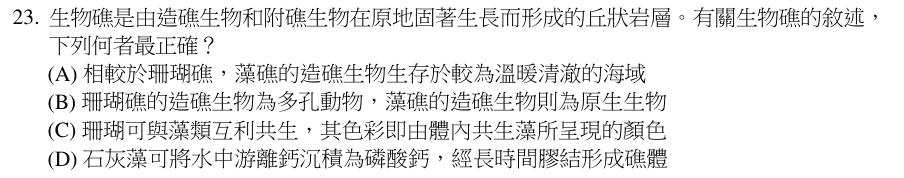 23. 生物礁是由造礁生物和附礁生物在原地固著生長而形成的丘狀岩層。有關生物礁的敘述，
下列何者最正確？
(A) 相較於珊瑚礁，藻礁的造礁生物生存於較為溫暖清澈的海域
(B) 珊瑚礁的造礁生物為多孔動物，藻礁的造礁生物則為原生生物
(C) 珊瑚可與藻類互利共生，其色彩即由體內共生藻所呈現的顏色
(D) 石灰藻可將水中游離鈣沉積為磷酸鈣，經長時間膠結形成礁體